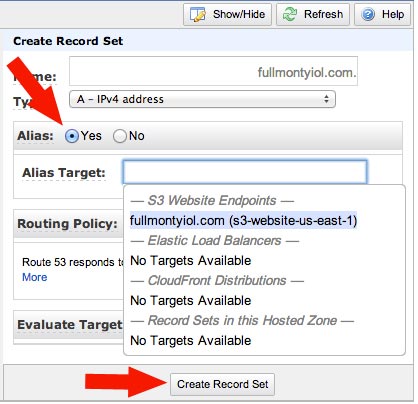 Show/Hide Refresh Help
Create Record Set
Name: fullmontyiol.com.
A – IPv4 address
Alias: Yes No
Alias Target:
— S3 Website Endpoints —
fullmontyiol.com (s3-website-us-east-1)
— Elastic Load Balancers —
No Targets Available
— CloudFront Distributions —
No Targets Available
— Record Sets in this Hosted Zone —
No Targets Available
Routing Policy:
Route 53 responds to
More
Evaluate Target
Create Record Set